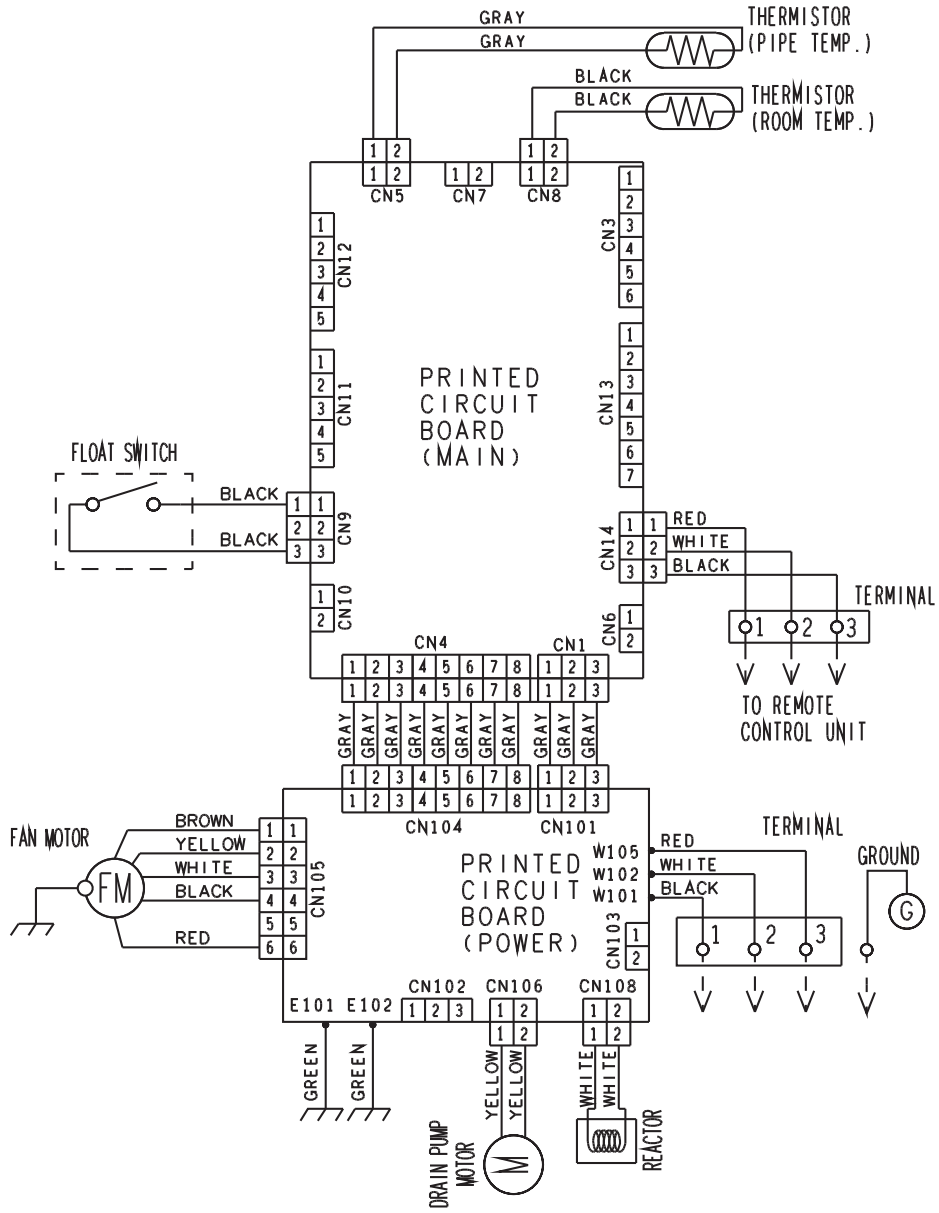 GRAY
THERMISTOR
(PIPE TEMP.)
GRAY
BLACK
THERMISTOR
(ROOM TEMP.)
BLACK
1 2
1 2
CN5
1 2
CN7
1 2
1 2
CN8
1
2
3
4
5
6
CN3
1
2
3
4
5
CN12
1
2
3
4
5
6
7
CN13
1
2
3
4
5
CN11
PRINTED
CIRCUIT
BOARD
(MAIN)
FLOAT SWITCH
BLACK
BLACK
1 1
2 2
3 3
CN9
1
2
CN10
CN14
1 1
2 2
3 3
RED
WHITE
BLACK
TERMINAL
1 2 3
TO REMOTE
CONTROL UNIT
CN6
1
2
CN4
1 2 3 4 5 6 7 8
1 2 3 4 5 6 7 8
CN1
1 2 3
1 2 3
GRAY GRAY GRAY GRAY GRAY GRAY GRAY GRAY
GRAY GRAY GRAY
1 2 3 4 5 6 7 8
1 2 3 4 5 6 7 8
CN104
1 2 3
1 2 3
CN101
FAN MOTOR
FM
BROWN
YELLOW
WHITE
BLACK
RED
1 1
2 2
3 3
4 4
5 5
6 6
CN105
PRINTED
CIRCUIT
BOARD
(POWER)
W105
W102
W101
RED
WHITE
BLACK
TERMINAL
1 2 3
GROUND
G
CN103
1
2
E101 E102
CN102
1 2 3
CN106
1 2
1 2
CN108
1 2
1 2
GREEN
GREEN
YELLOW
YELLOW
WHITE
WHITE
DRAIN PUMP
MOTOR
M
REACTOR